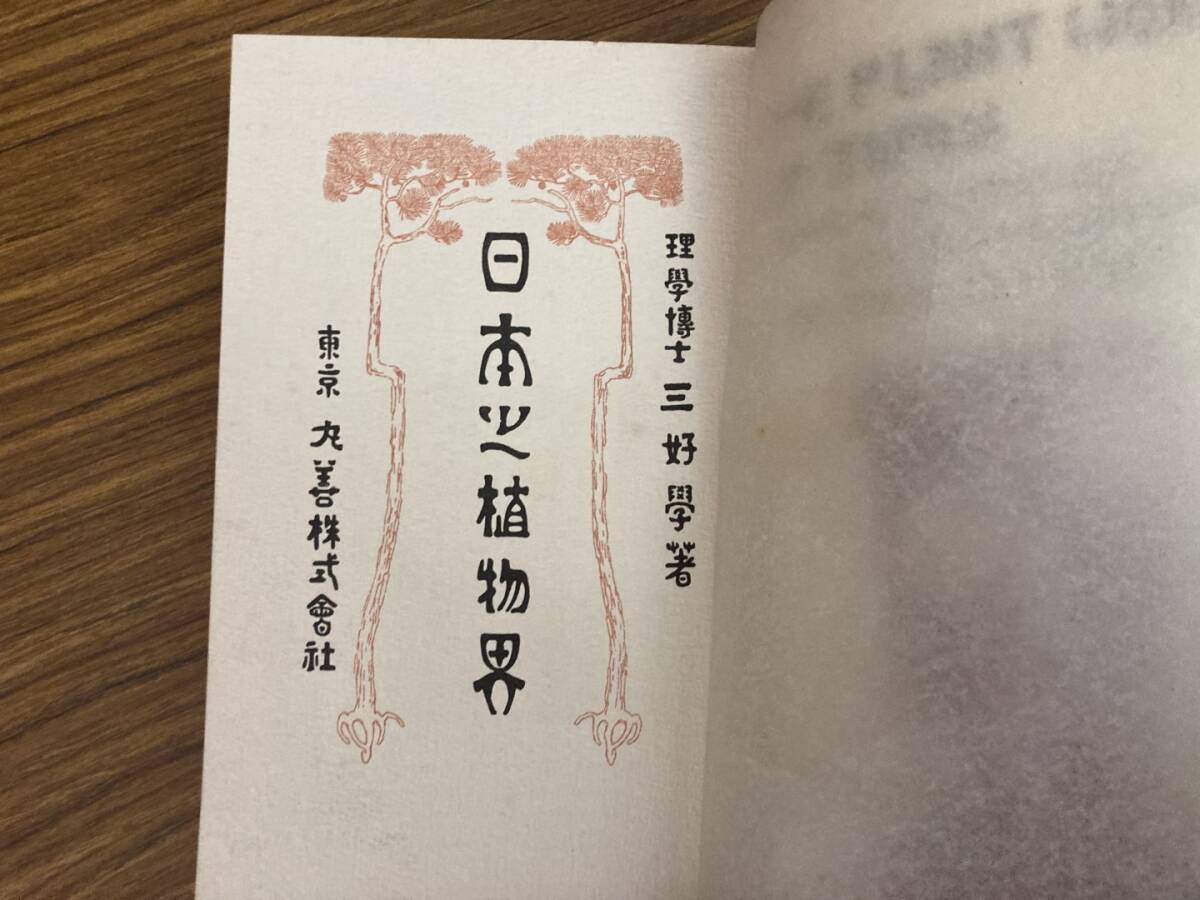 理學博士 三好學著
日本之植物界
東京 丸善株式會社